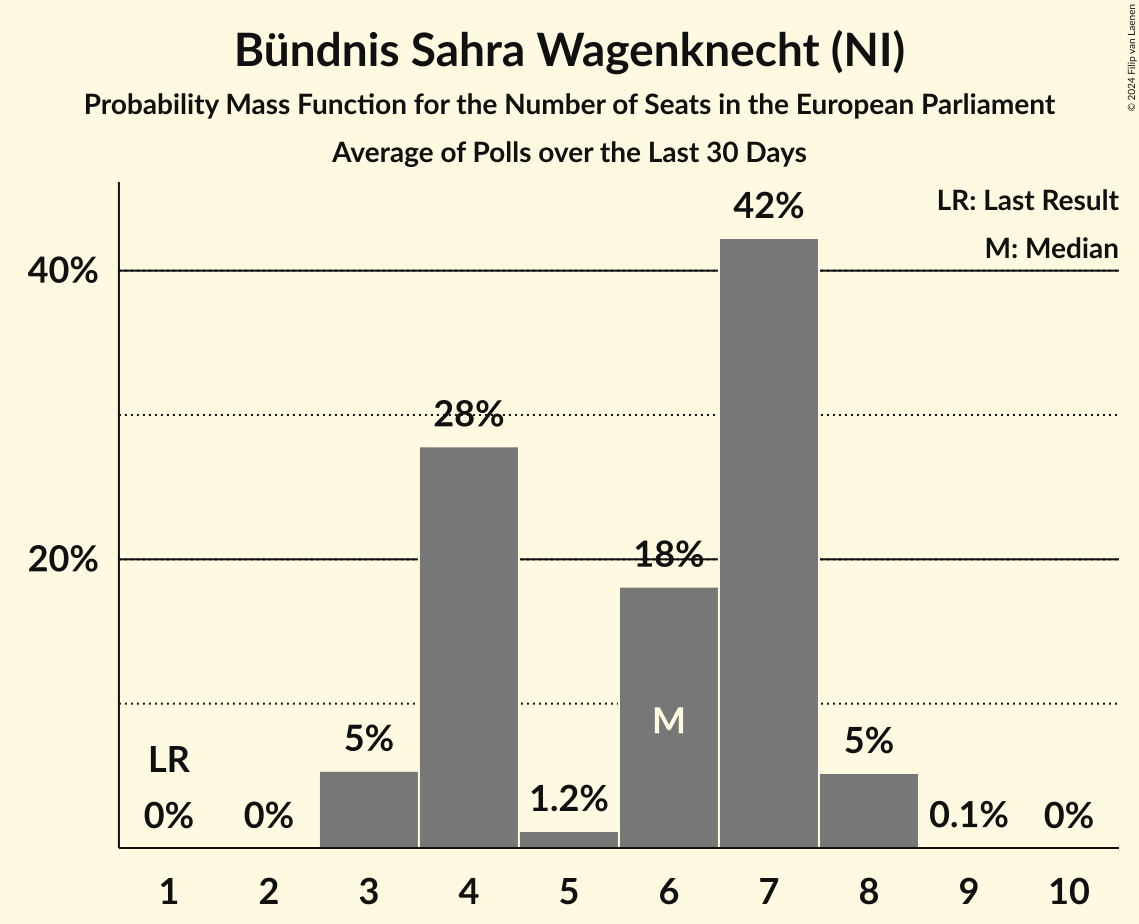 Bündnis Sahra Wagenknecht (NI)
Probability Mass Function for the Number of Seats in the European Parliament
Average of Polls over the Last 30 Days
© 2024 Filip van Laenen
LR: Last Result
M: Median
42%
40%
28%
20%
18%
M
5%
5%
LR
1.2%
0%
0%
0.1%
0%
1 2 3 4 5 6 7 8 9 10